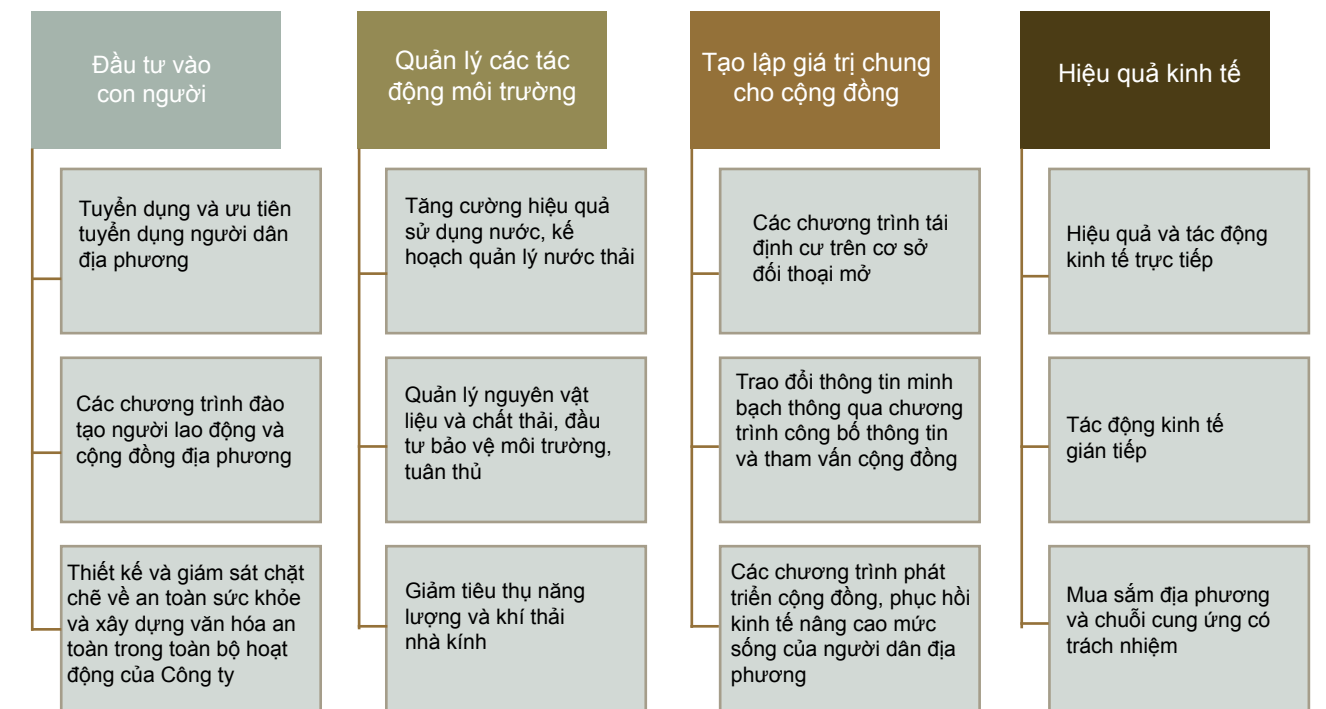 Đầu tư vào
con người
Tuyển dụng và ưu tiên
tuyển dụng người dân
địa phương
Các chương trình đào
tạo người lao động và
cộng đồng địa phương
Thiết kế và giám sát chặt
chẽ về an toàn sức khỏe
và xây dựng văn hóa an
toàn trong toàn bộ hoạt
động của Công ty
Quản lý các tác
động môi trường
Tăng cường hiệu quả
sử dụng nước, kế
hoạch quản lý nước thải
Quản lý nguyên vật
liệu và chất thải, đầu
tư bảo vệ môi trường,
tuân thủ
Giảm tiêu thụ năng
lượng và khí thải
nhà kính
Tạo lập giá trị chung
cho cộng đồng
Các chương trình tái
định cư trên cơ sở
đối thoại mở
Trao đổi thông tin minh
bạch thông qua chương
trình công bố thông tin
và tham vấn cộng đồng
Các chương trình phát
triển cộng đồng, phục hồi
kinh tế nâng cao mức
sống của người dân địa
phương
Hiệu quả kinh tế
Hiệu quả và tác động
kinh tế trực tiếp
Tác động kinh tế
gián tiếp
Mua sắm địa phương
và chuỗi cung ứng có
trách nhiệm